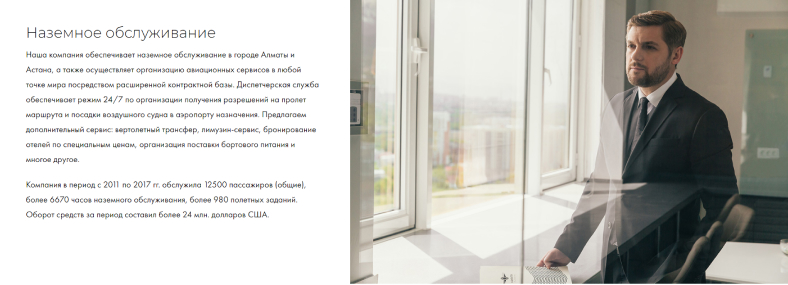 Наземное обслуживание
Наша компания обеспечивает наземное обслуживание в городе Алматы и
Астана, а также осуществляет организацию авиационных сервисов в любой
точке мира посредством расширенной контрактной базы. Диспетчерская служба
обеспечивает режим 24/7 по организации получения разрешений на пролет
маршрута и посадки воздушного судна в аэропорту назначения. Предлагаем
дополнительный сервис: вертолетный трансфер, лимузин-сервис, бронирование
отелей по специальным ценам, организация поставки бортового питания и
многое другое.
Компания в период с 2011 по 2017 гг. обслужила 12500 пассажиров (общие),
более 6670 часов наземного обслуживания, более 980 полетных заданий.
Оборот средств за период составил более 24 млн. долларов США.